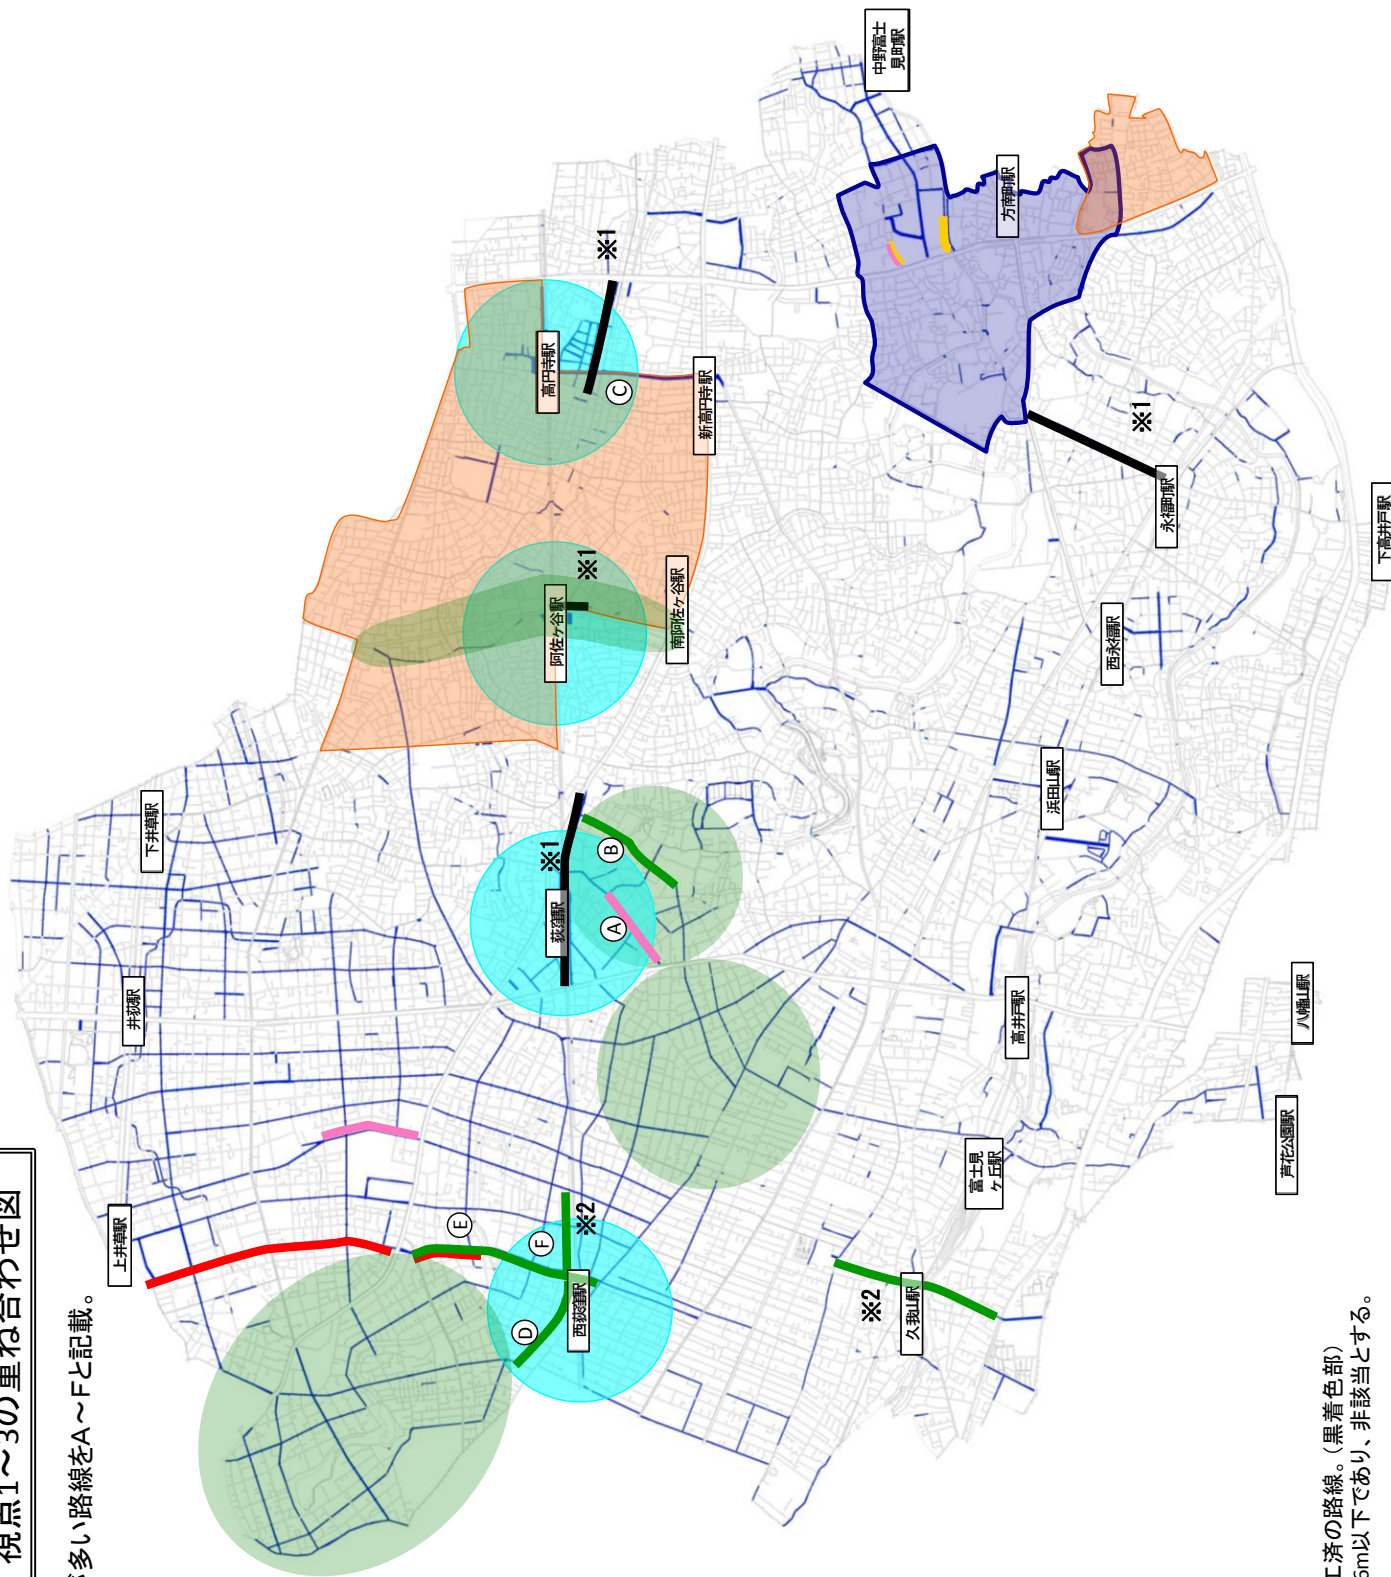 視点1～3の重ね合わせ図
多い路線をA～Fと記載。
上井草駅
井荻駅
下井草駅
西荻窪駅
荻窪駅
阿佐ヶ谷駅
高円寺駅
南阿佐ヶ谷駅
新高円寺駅
中野富士
見町駅
方南町駅
久我山駅
富士見
ヶ丘駅
高井戸駅
浜田山駅
西永福駅
永福町駅
芦花公園駅
八幡山駅
下高井戸駅
A
B
C
D
E
F
※1
※1
※1
※1
※2
※2
工済の路線。（黒着色部）
6m以下であり、非該当とする。